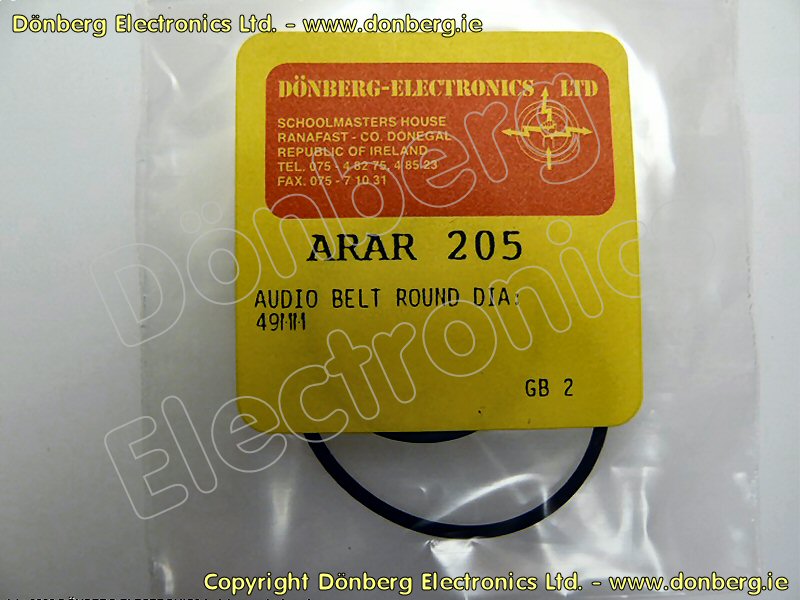 Dönberg Electronics Ltd. - www.donberg.ie
DÖNBERG-ELECTRONICS LTD
SCHOOLMASTERS HOUSE
RANAFAST - CO. DONEGAL
REPUBLIC OF IRELAND
TEL. 075 - 4 82 75, 4 85 23
FAX. 075 - 7 10 31
ARAR 205
AUDIO BELT ROUND DIA:
49MM
GB 2
Dönberg
Electronics
Copyright Dönberg Electronics Ltd. - www.donberg.ie